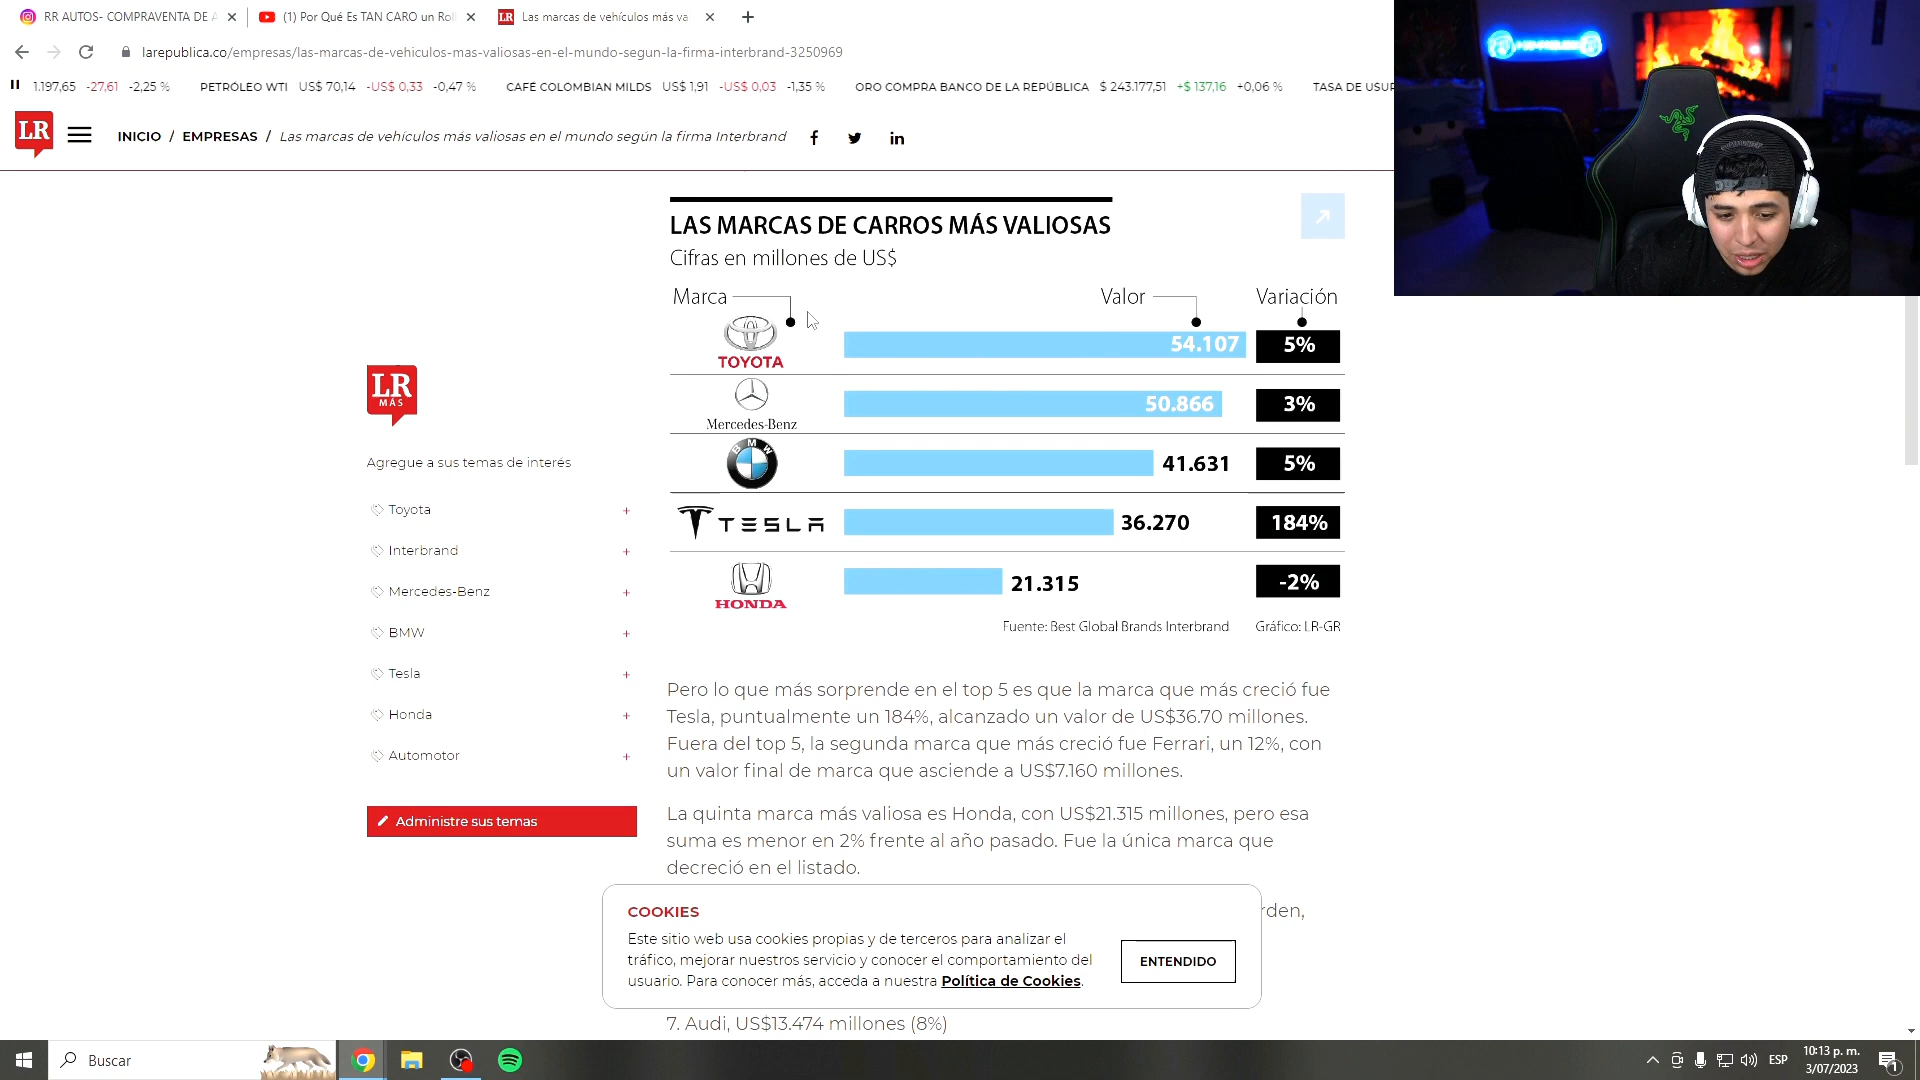 RR AUTOS- COMPRAVENTA DE A
(1) Por Qué Es TAN CARO un Roll
Las marcas de vehículos más va
larepublica.co/empresas/las-marcas-de-vehiculos-mas-valiosas-en-el-mundo-segun-la-firma-interbrand-3250969
1.197,65 -27,61 -2,25 % PETRÓLEO WTI US$ 70,14 -US$ 0,33 -0,47 % CAFÉ COLOMBIAN MILDS US$ 1,91 -US$ 0,03 -1,35 % ORO COMPRA BANCO DE LA REPÚBLICA $ 243.177,51 +$ 137,16 +0,06 % TASA DE USUR
LR
INICIO / EMPRESAS / Las marcas de vehículos más valiosas en el mundo según la firma Interbrand
LAS MARCAS DE CARROS MÁS VALIOSAS
Cifras en millones de US$
Marca Valor Variación
TOYOTA 54.107 5%
Mercedes-Benz 50.866 3%
BMW 41.631 5%
TESLA 36.270 184%
HONDA 21.315 -2%
Fuente: Best Global Brands Interbrand Gráfico: LR-GR
LR
MÁS
Agregue a sus temas de interés
Toyota +
Interbrand +
Mercedes-Benz +
BMW +
Tesla +
Honda +
Automotor +
Administre sus temas
Pero lo que más sorprende en el top 5 es que la marca que más creció fue
Tesla, puntualmente un 184%, alcanzado un valor de US$36.70 millones.
Fuera del top 5, la segunda marca que más creció fue Ferrari, un 12%, con
un valor final de marca que asciende a US$7.160 millones.
La quinta marca más valiosa es Honda, con US$21.315 millones, pero esa
suma es menor en 2% frente al año pasado. Fue la única marca que
decreció en el listado.
rden,
COOKIES
Este sitio web usa cookies propias y de terceros para analizar el
tráfico, mejorar nuestros servicio y conocer el comportamiento del
usuario. Para conocer más, acceda a nuestra Política de Cookies.
ENTENDIDO
7. Audi, US$13.474 millones (8%)
Buscar
ESP
10:13 p. m.
3/07/2023
1